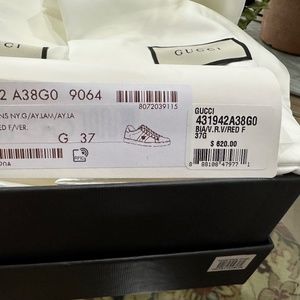 GUCCI
GUCCI
2 A38G0 9064
8072039115
NS NY.G/AY.LAM/AY.LA
ED F/VER.
G 37
GUCCI
431942A38G0
BIA/V.R.V/RED F
37G
$ 620.00